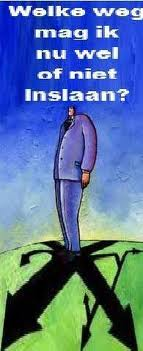 Welke weg
mag ik
nu wel
of niet
Inslaan?